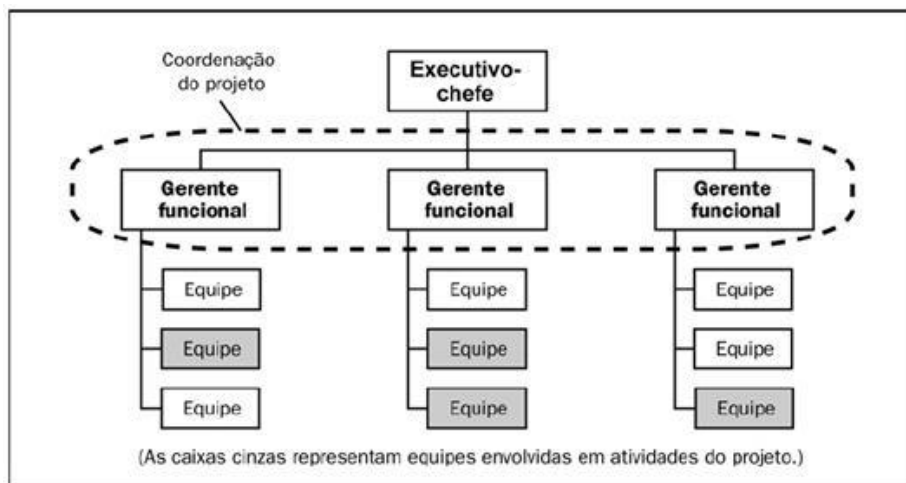 Coordenação
do projeto
Executivo-
chefe
Gerente
funcional
Gerente
funcional
Gerente
funcional
Equipe
Equipe
Equipe
Equipe
Equipe
Equipe
Equipe
Equipe
Equipe
(As caixas cinzas representam equipes envolvidas em atividades do projeto.)